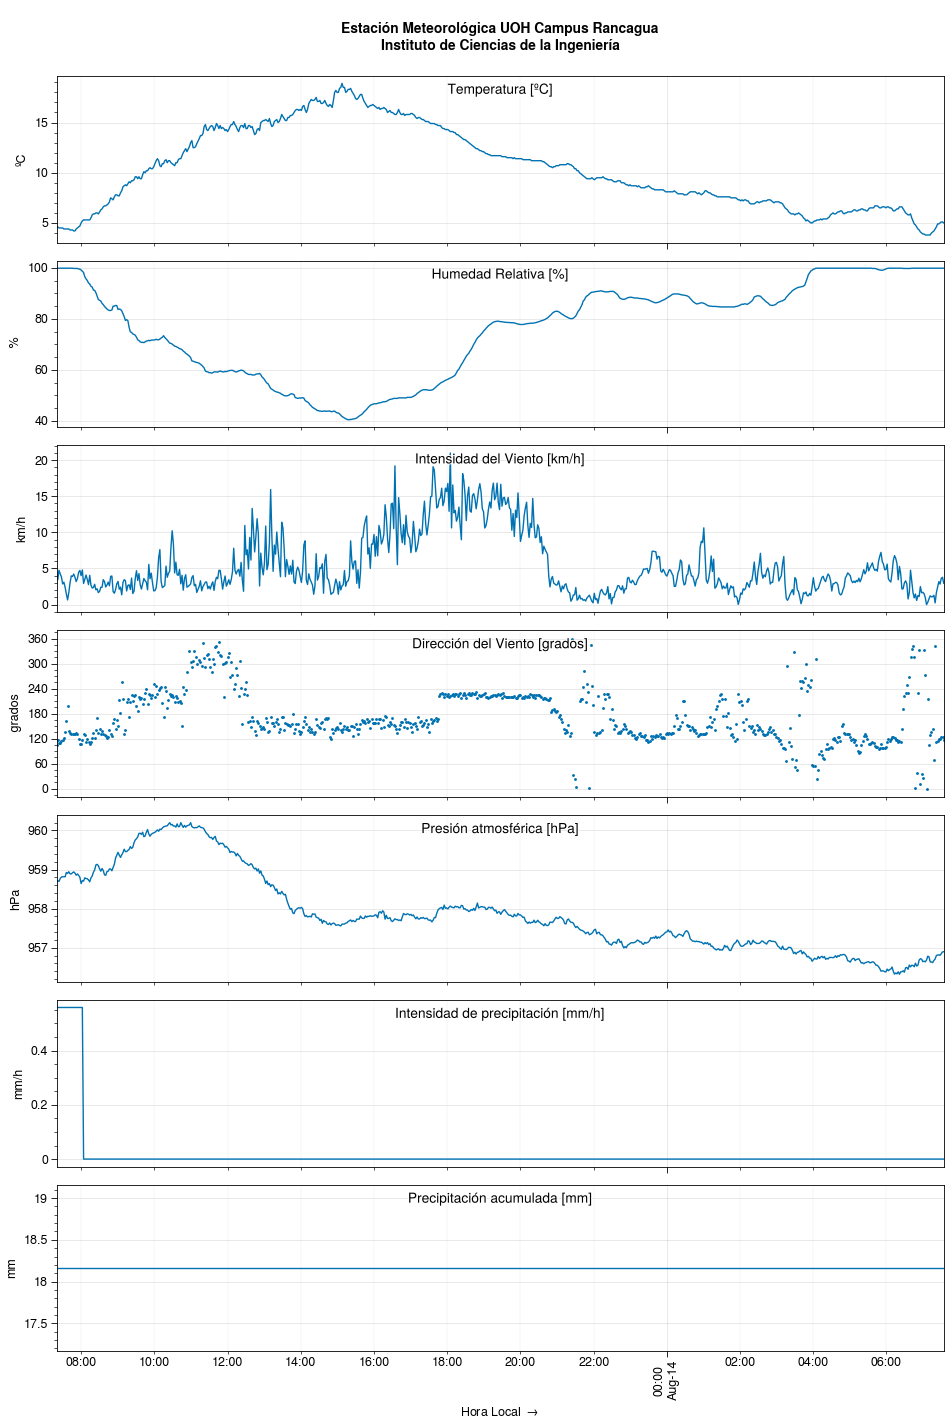 Estación Meteorológica UOH Campus Rancagua
Instituto de Ciencias de la Ingeniería
Temperatura [ºC]
15
10
5
ºC
Humedad Relativa [%]
100
80
60
40
%
Intensidad del Viento [km/h]
20
15
10
5
0
km/h
Dirección del Viento [grados]
360
300
240
180
120
60
0
grados
Presión atmosférica [hPa]
960
959
958
957
hPa
Intensidad de precipitación [mm/h]
0.4
0.2
0
mm/h
Precipitación acumulada [mm]
19
18.5
18
17.5
mm
08:00 10:00 12:00 14:00 16:00 18:00 20:00 22:00 00:00 02:00 04:00 06:00
Aug-14
Hora Local →